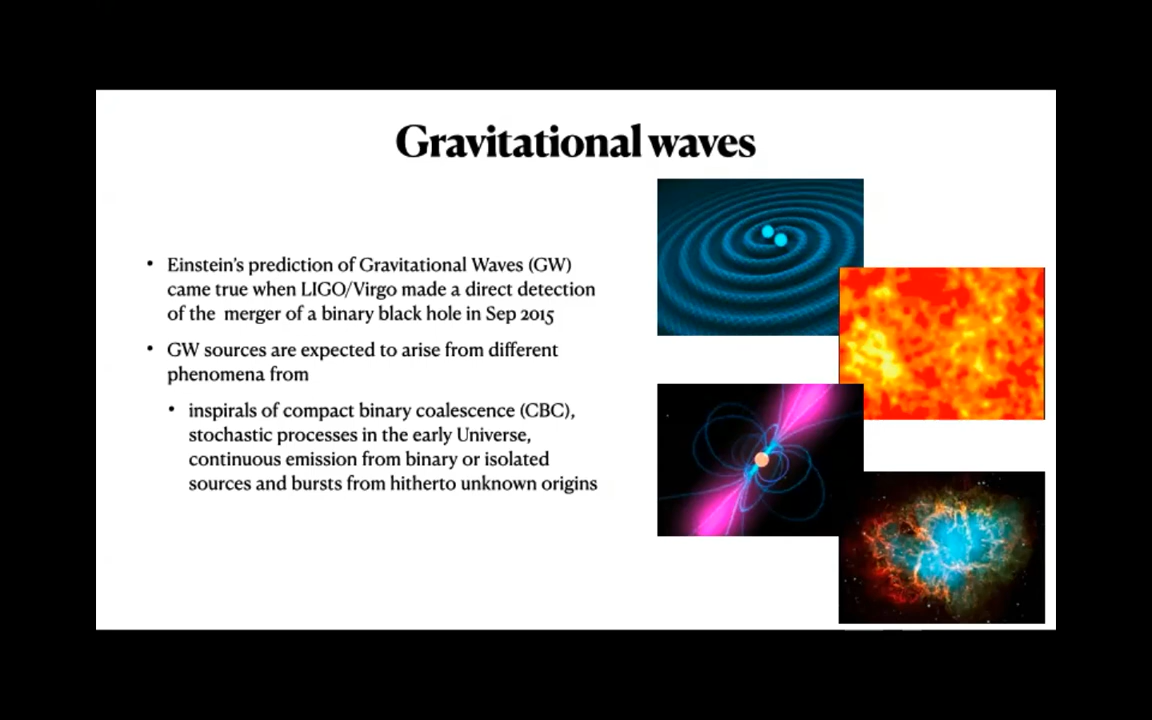 Gravitational waves
• Einstein's prediction of Gravitational Waves (GW)
came true when LIGO/Virgo made a direct detection
of the merger of a binary black hole in Sep 2015
• GW sources are expected to arise from different
phenomena from
• inspirals of compact binary coalescence (CBC),
stochastic processes in the early Universe,
continuous emission from binary or isolated
sources and bursts from hitherto unknown origins